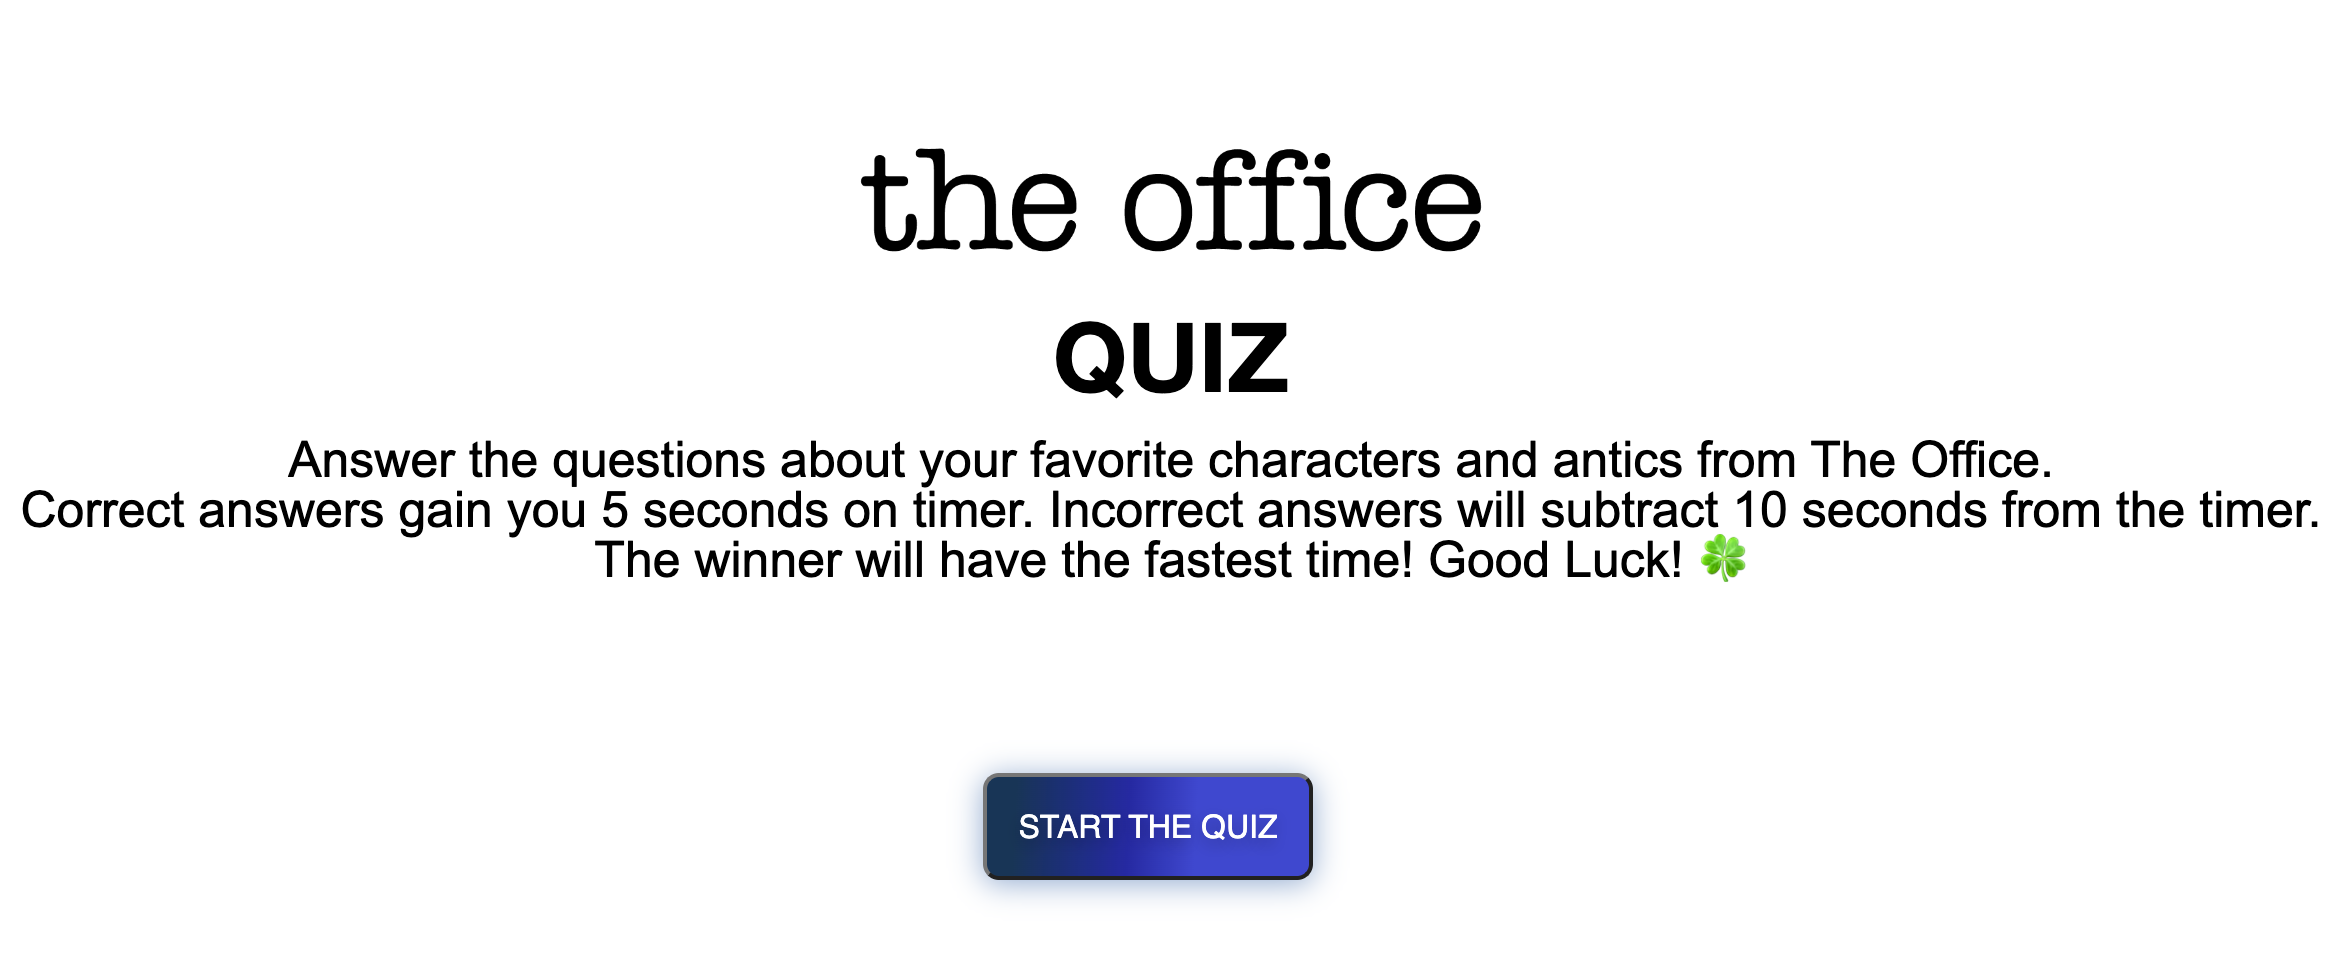 the office
QUIZ
Answer the questions about your favorite characters and antics from The Office.
Correct answers gain you 5 seconds on timer. Incorrect answers will subtract 10 seconds from the timer.
The winner will have the fastest time! Good Luck! 🍀
START THE QUIZ